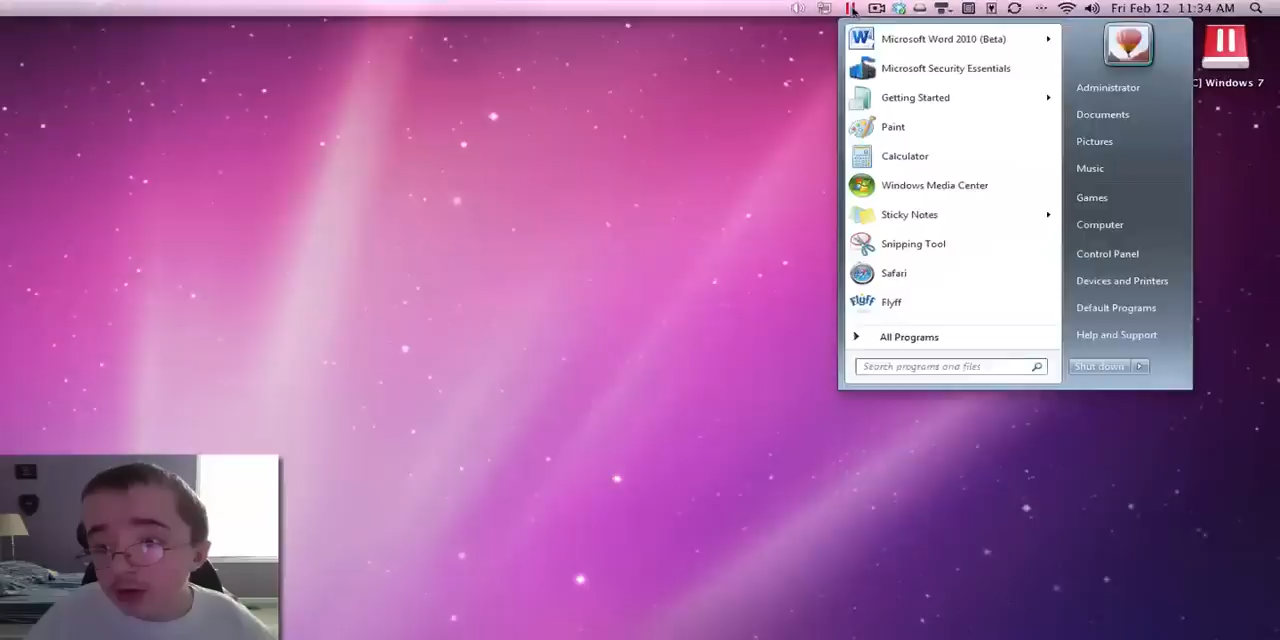 Fri Feb 12 11:34 AM
Microsoft Word 2010 (Beta)
Microsoft Security Essentials
Getting Started
Paint
Calculator
Windows Media Center
Sticky Notes
Snipping Tool
Safari
Flyff
Flyff
All Programs
Search programs and files
Administrator
Documents
Pictures
Music
Games
Computer
Control Panel
Devices and Printers
Default Programs
Help and Support
Shut down
C] Windows 7